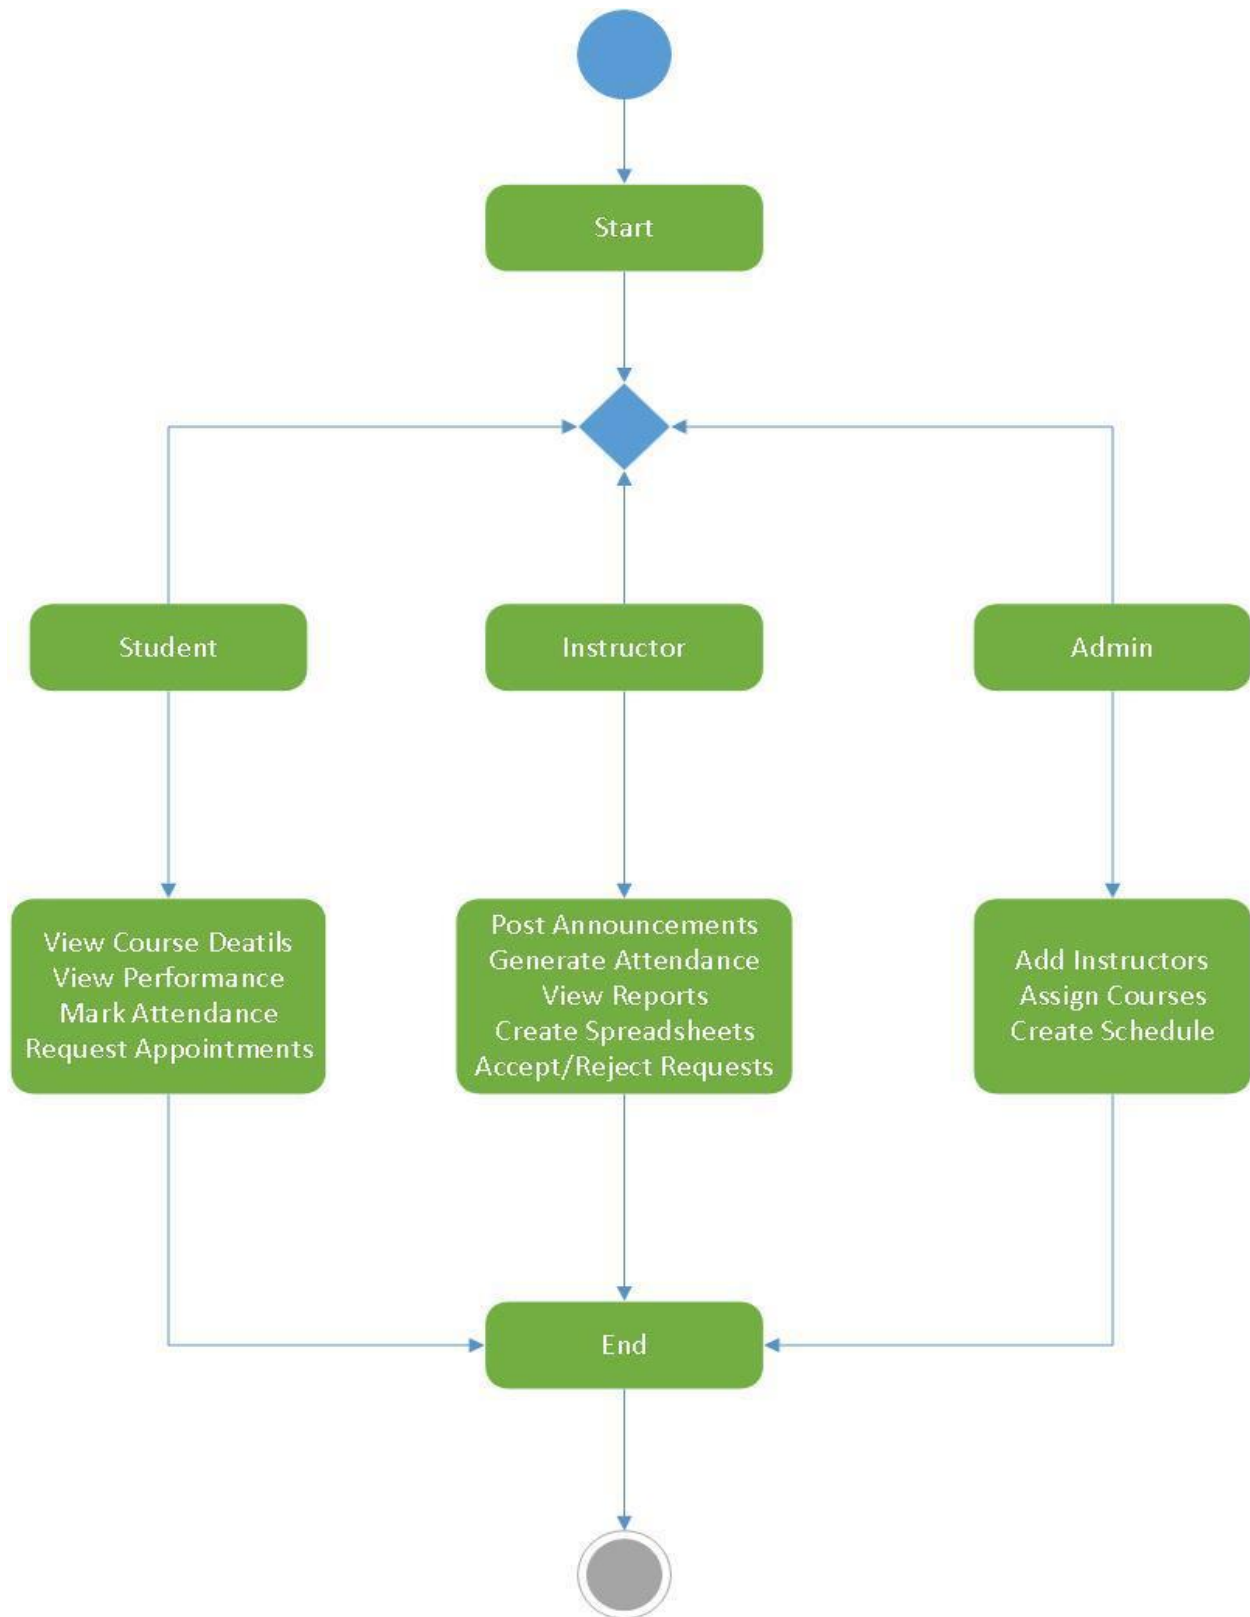 Start
Student
Instructor
Admin
View Course Deatils
View Performance
Mark Attendance
Request Appointments
Post Announcements
Generate Attendance
View Reports
Create Spreadsheets
Accept/Reject Requests
Add Instructors
Assign Courses
Create Schedule
End